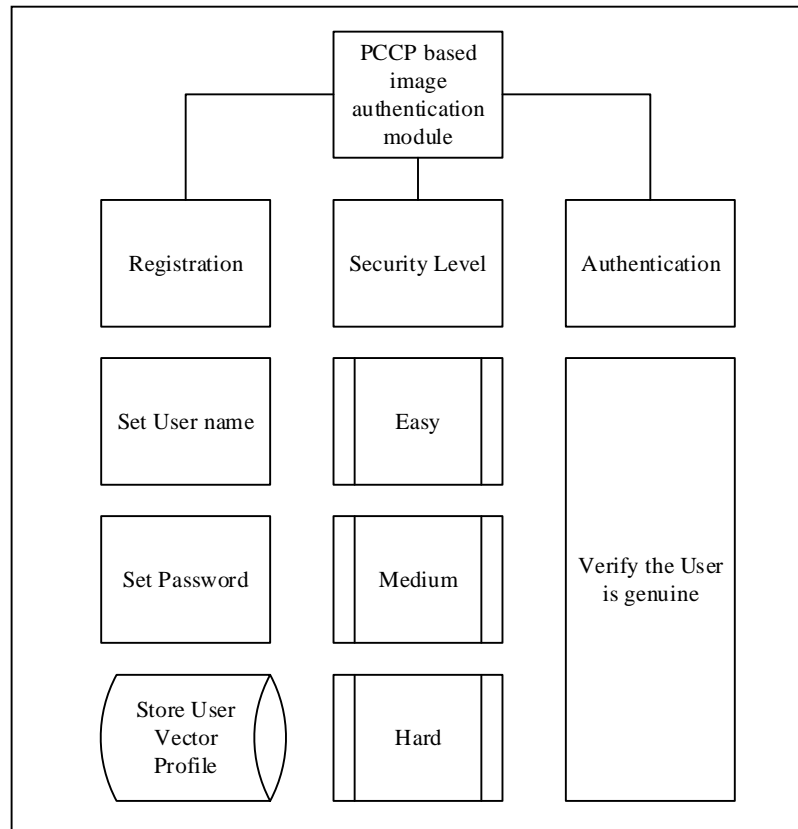 PCCP based
image
authentication
module
Registration
Security Level
Authentication
Set User name
Easy
Set Password
Medium
Verify the User
is genuine
Store User
Vector
Profile
Hard